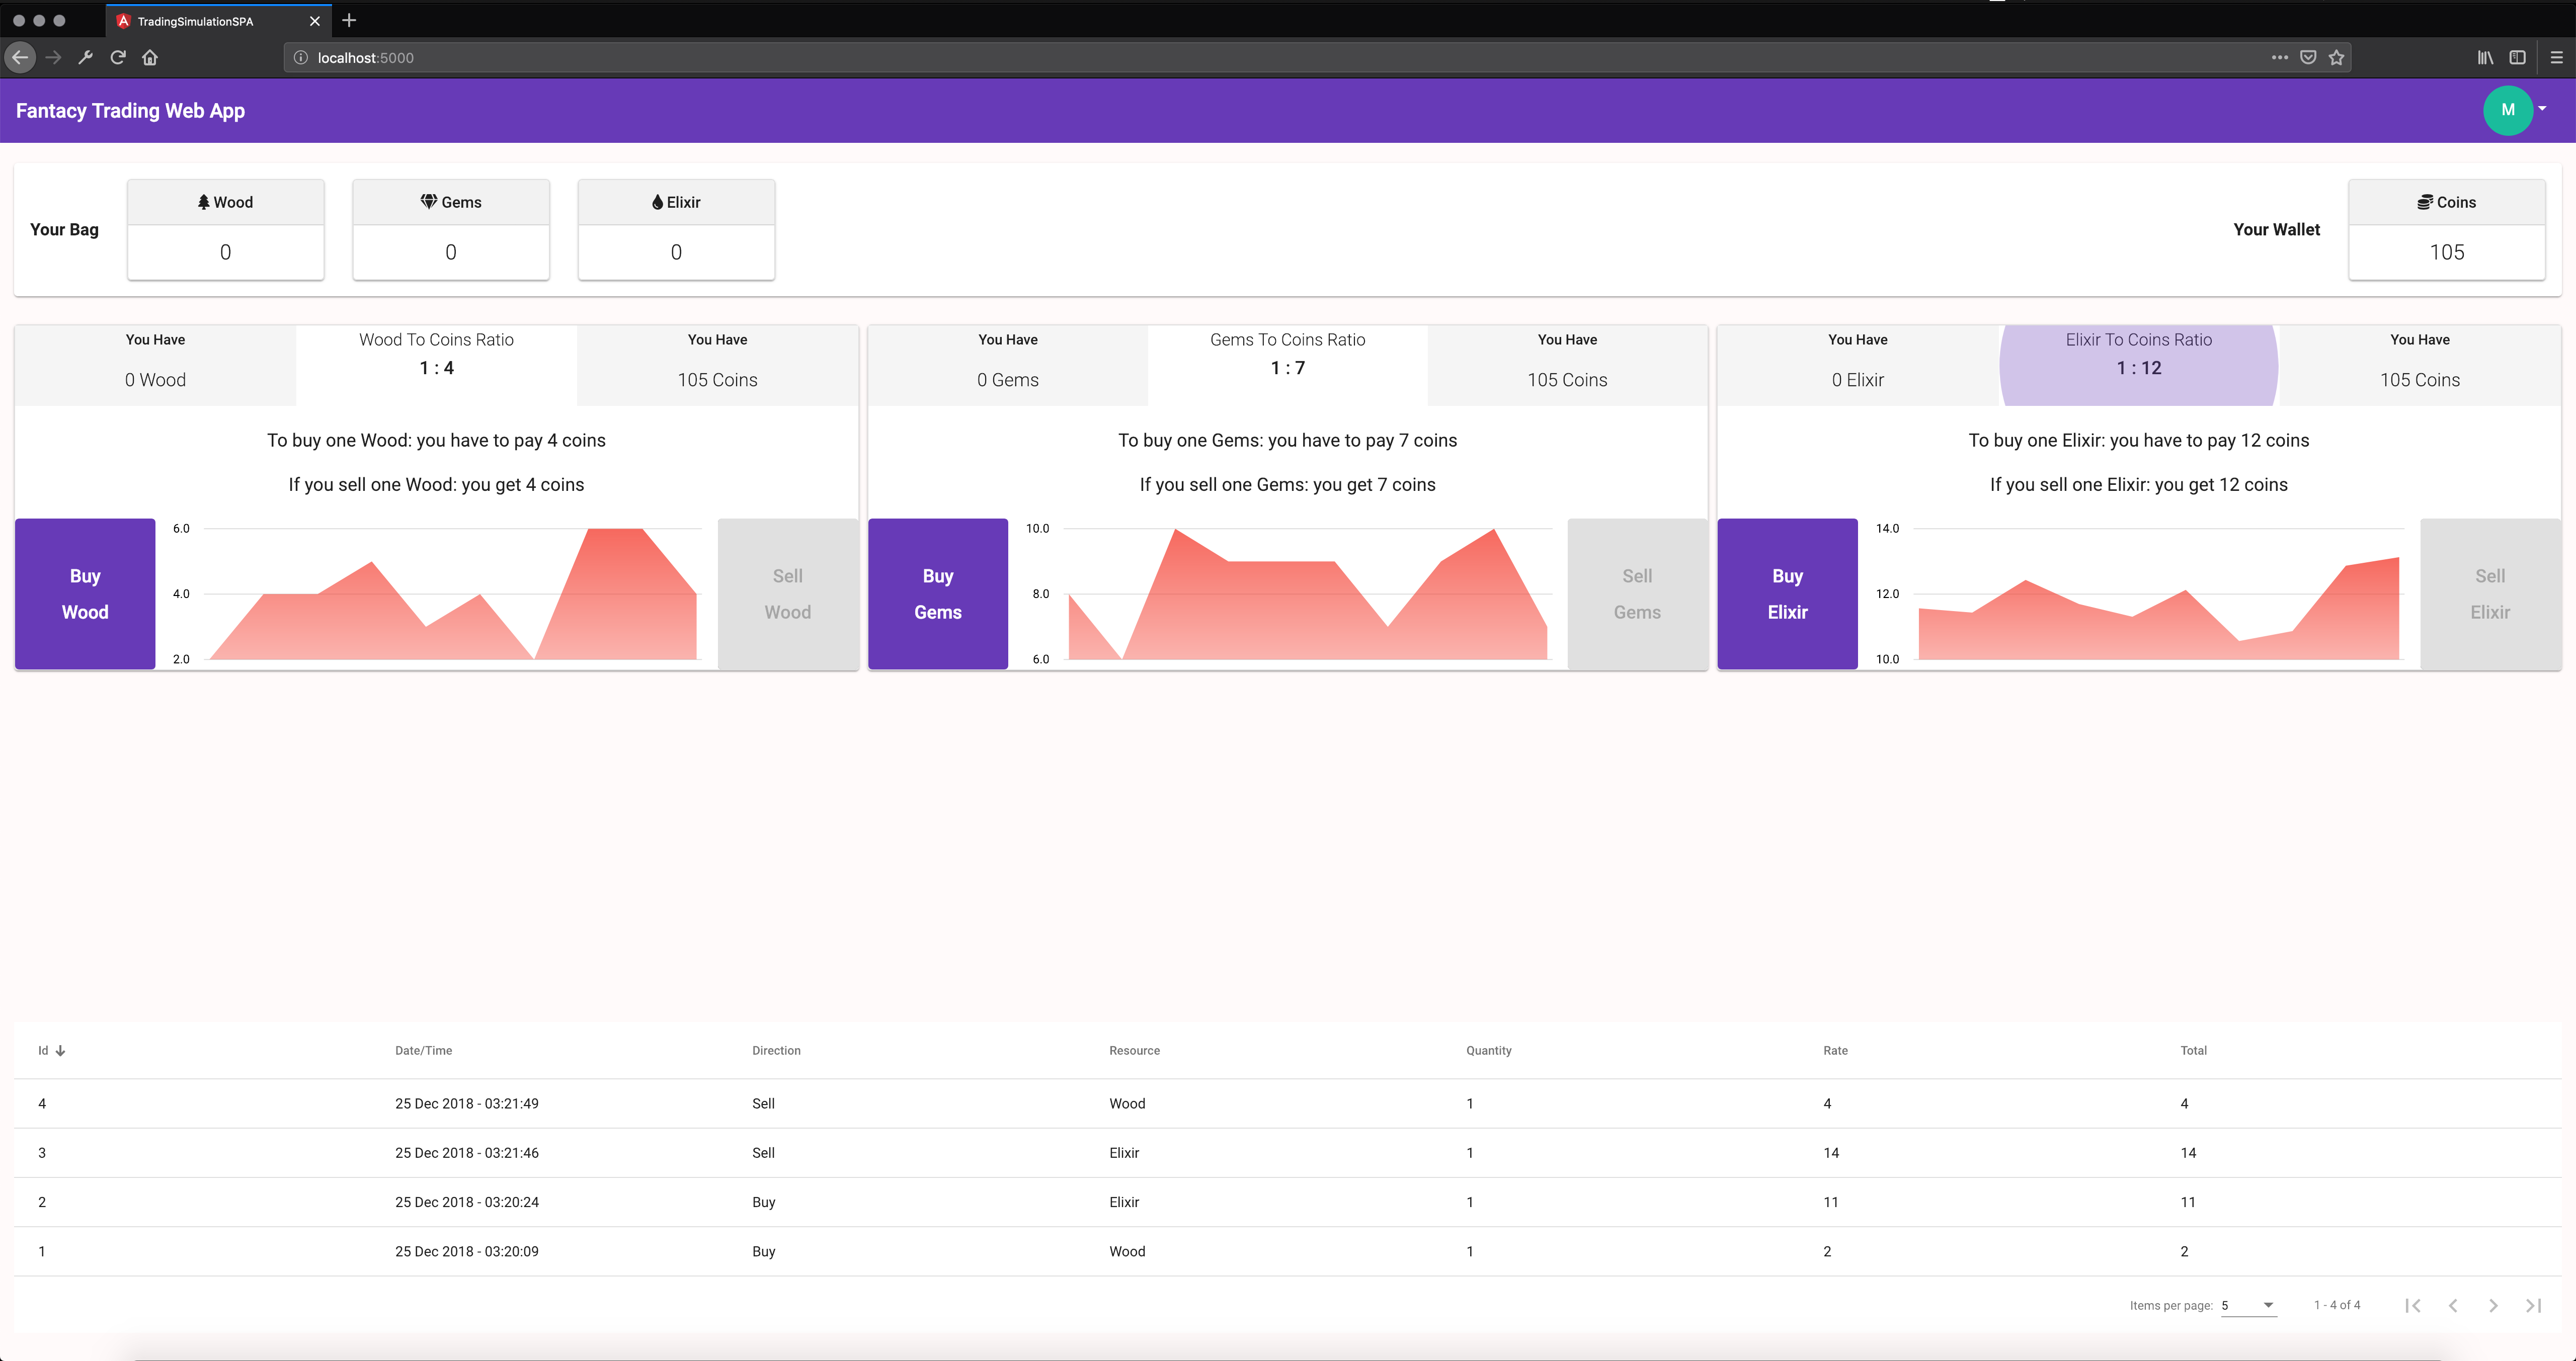 TradingSimulationSPA
localhost:5000
Fantacy Trading Web App
M
Your Bag
Wood
0
Gems
0
Elixir
0
Your Wallet
Coins
105
You Have
0 Wood
Wood To Coins Ratio
1 : 4
You Have
105 Coins
To buy one Wood: you have to pay 4 coins
If you sell one Wood: you get 4 coins
Buy
Wood
6.0
4.0
2.0
Sell
Wood
You Have
0 Gems
Gems To Coins Ratio
1 : 7
You Have
105 Coins
To buy one Gems: you have to pay 7 coins
If you sell one Gems: you get 7 coins
Buy
Gems
10.0
8.0
6.0
Sell
Gems
You Have
0 Elixir
Elixir To Coins Ratio
1 : 12
You Have
105 Coins
To buy one Elixir: you have to pay 12 coins
If you sell one Elixir: you get 12 coins
Buy
Elixir
14.0
12.0
10.0
Sell
Elixir
Id Date/Time Direction Resource Quantity Rate Total
4 25 Dec 2018 - 03:21:49 Sell Wood 1 4 4
3 25 Dec 2018 - 03:21:46 Sell Elixir 1 14 14
2 25 Dec 2018 - 03:20:24 Buy Elixir 1 11 11
1 25 Dec 2018 - 03:20:09 Buy Wood 1 2 2
Items per page: 5 1 - 4 of 4